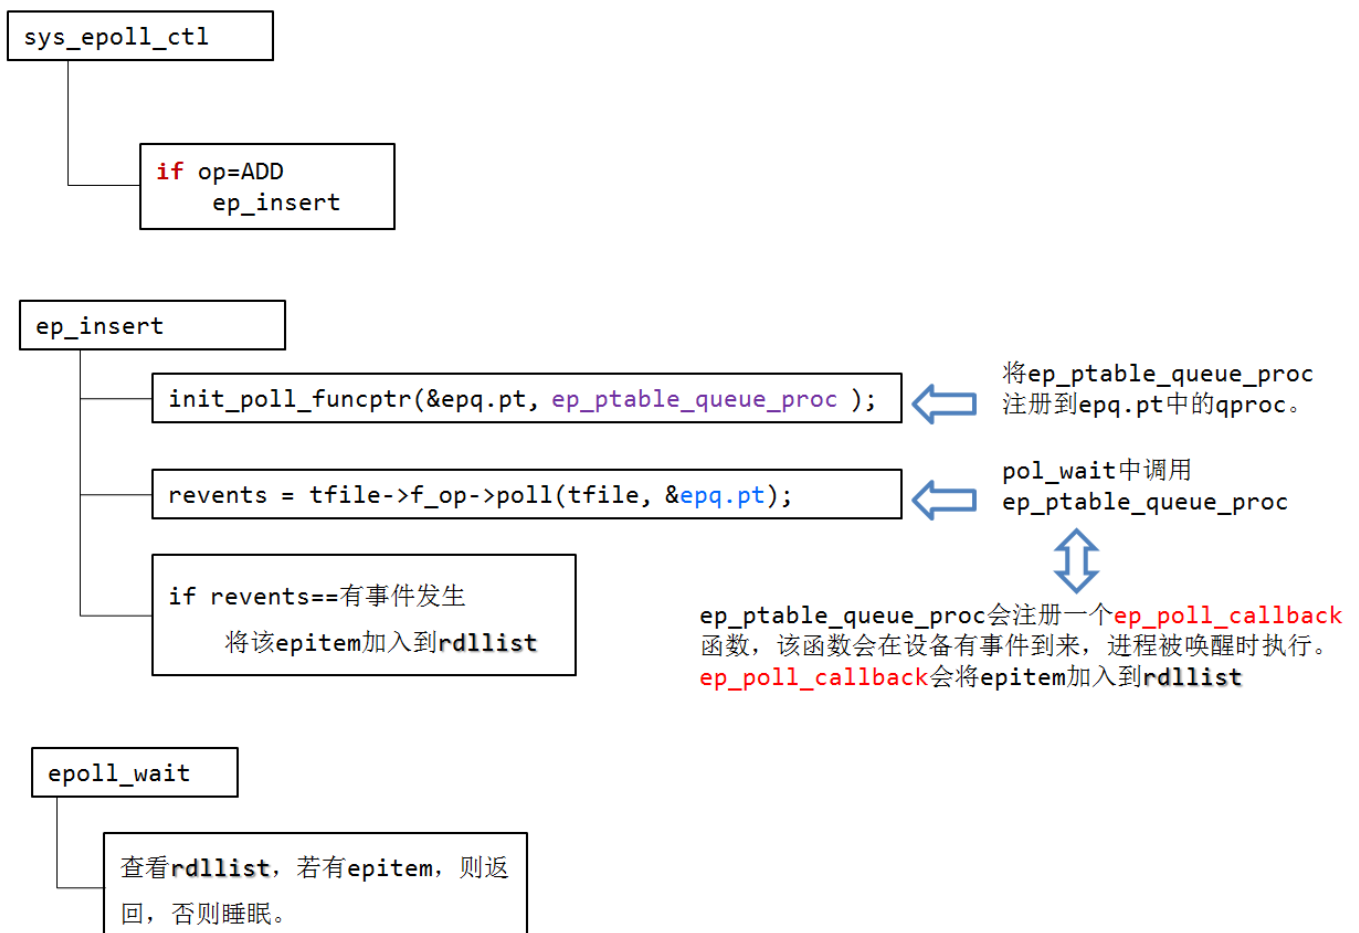 sys_epoll_ctl
if op=ADD
ep_insert
ep_insert
init_poll_funcptr(&epq.pt, ep_ptable_queue_proc );
将ep_ptable_queue_proc
注册到epq.pt中的qproc。
revents = tfile->f_op->poll(tfile, &epq.pt);
pol_wait中调用
ep_ptable_queue_proc
if revents==有事件发生
将该epitem加入到rdllist
ep_ptable_queue_proc会注册一个ep_poll_callback
函数，该函数会在设备有事件到来，进程被唤醒时执行。
ep_poll_callback会将epitem加入到rdllist
epoll_wait
查看rdllist，若有epitem，则返
回，否则睡眠。